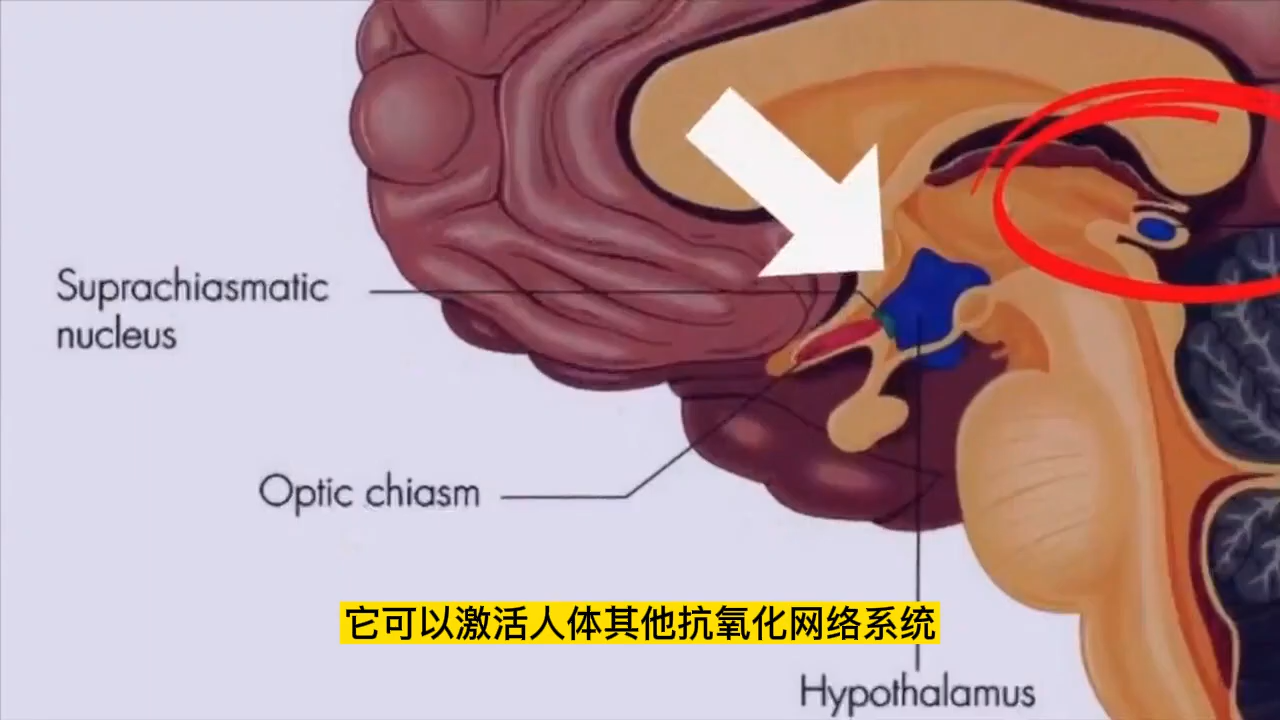 Suprachiasmatic
nucleus
Optic chiasm
它可以激活人体其他抗氧化网络系统
Hypothalamus